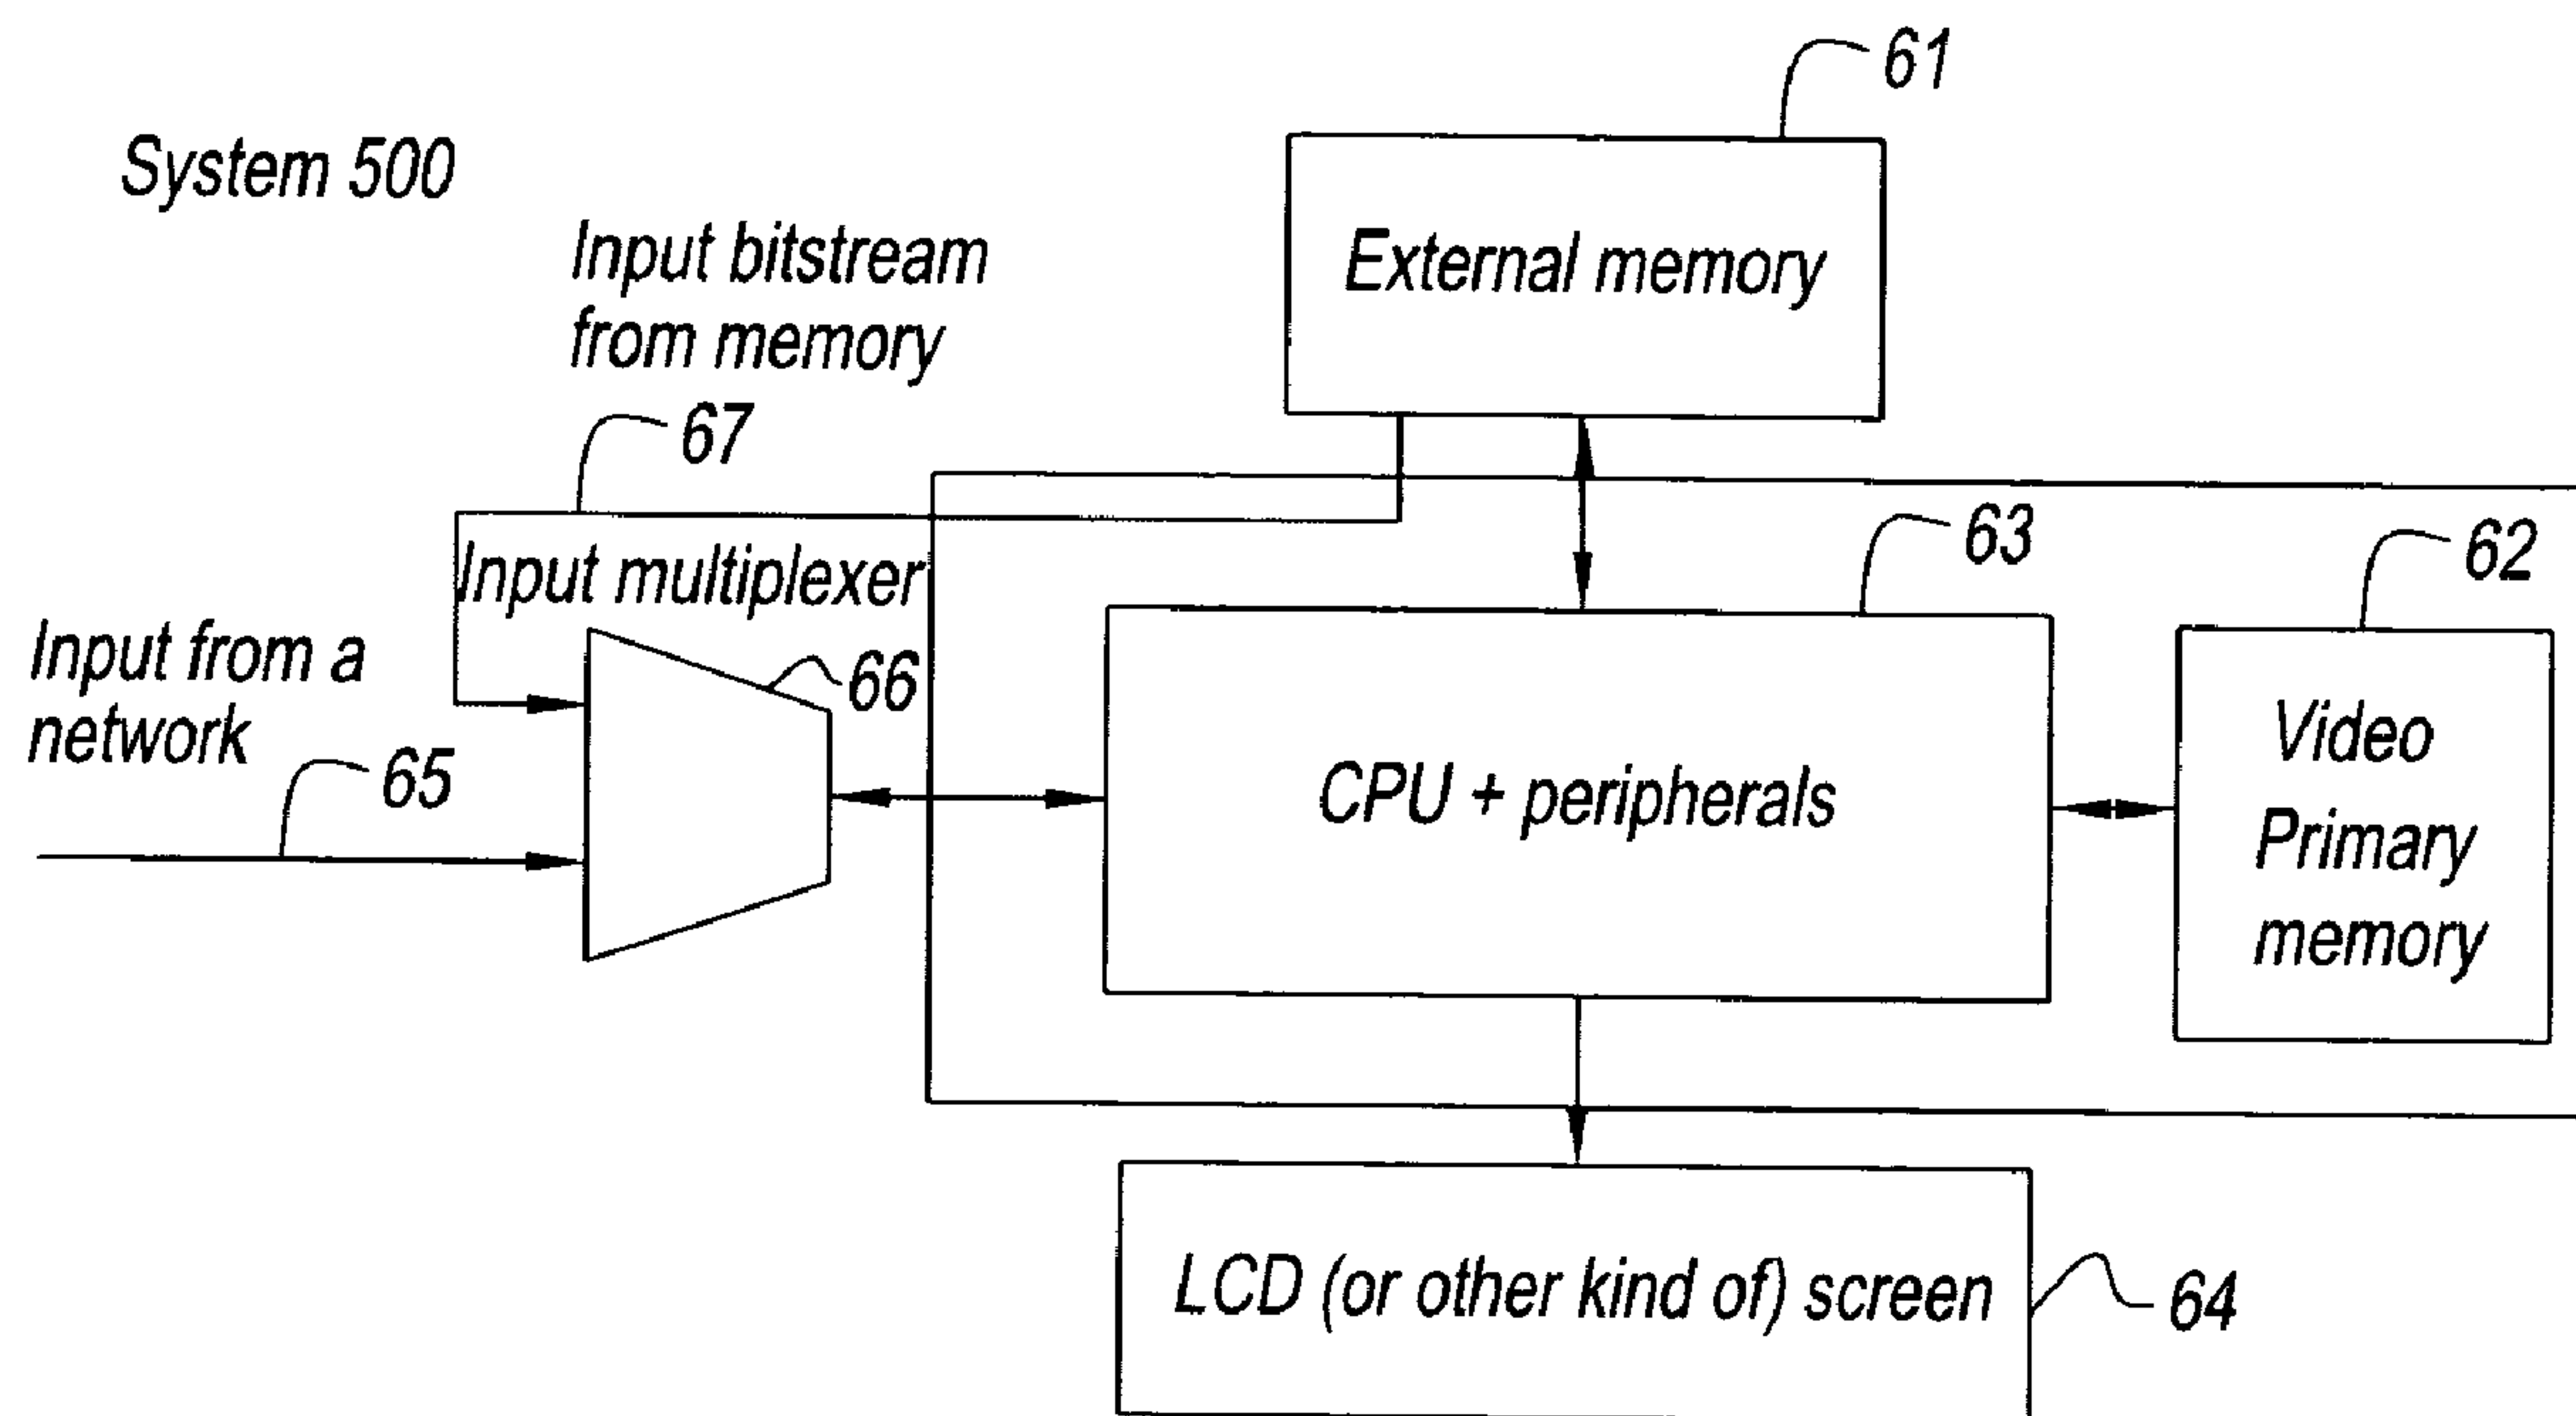 System 500
61
External memory
Input bitstream
from memory
67
Input multiplexer
63
62
Input from a
network
66
65
CPU + peripherals
Video
Primary
memory
LCD (or other kind of) screen
64